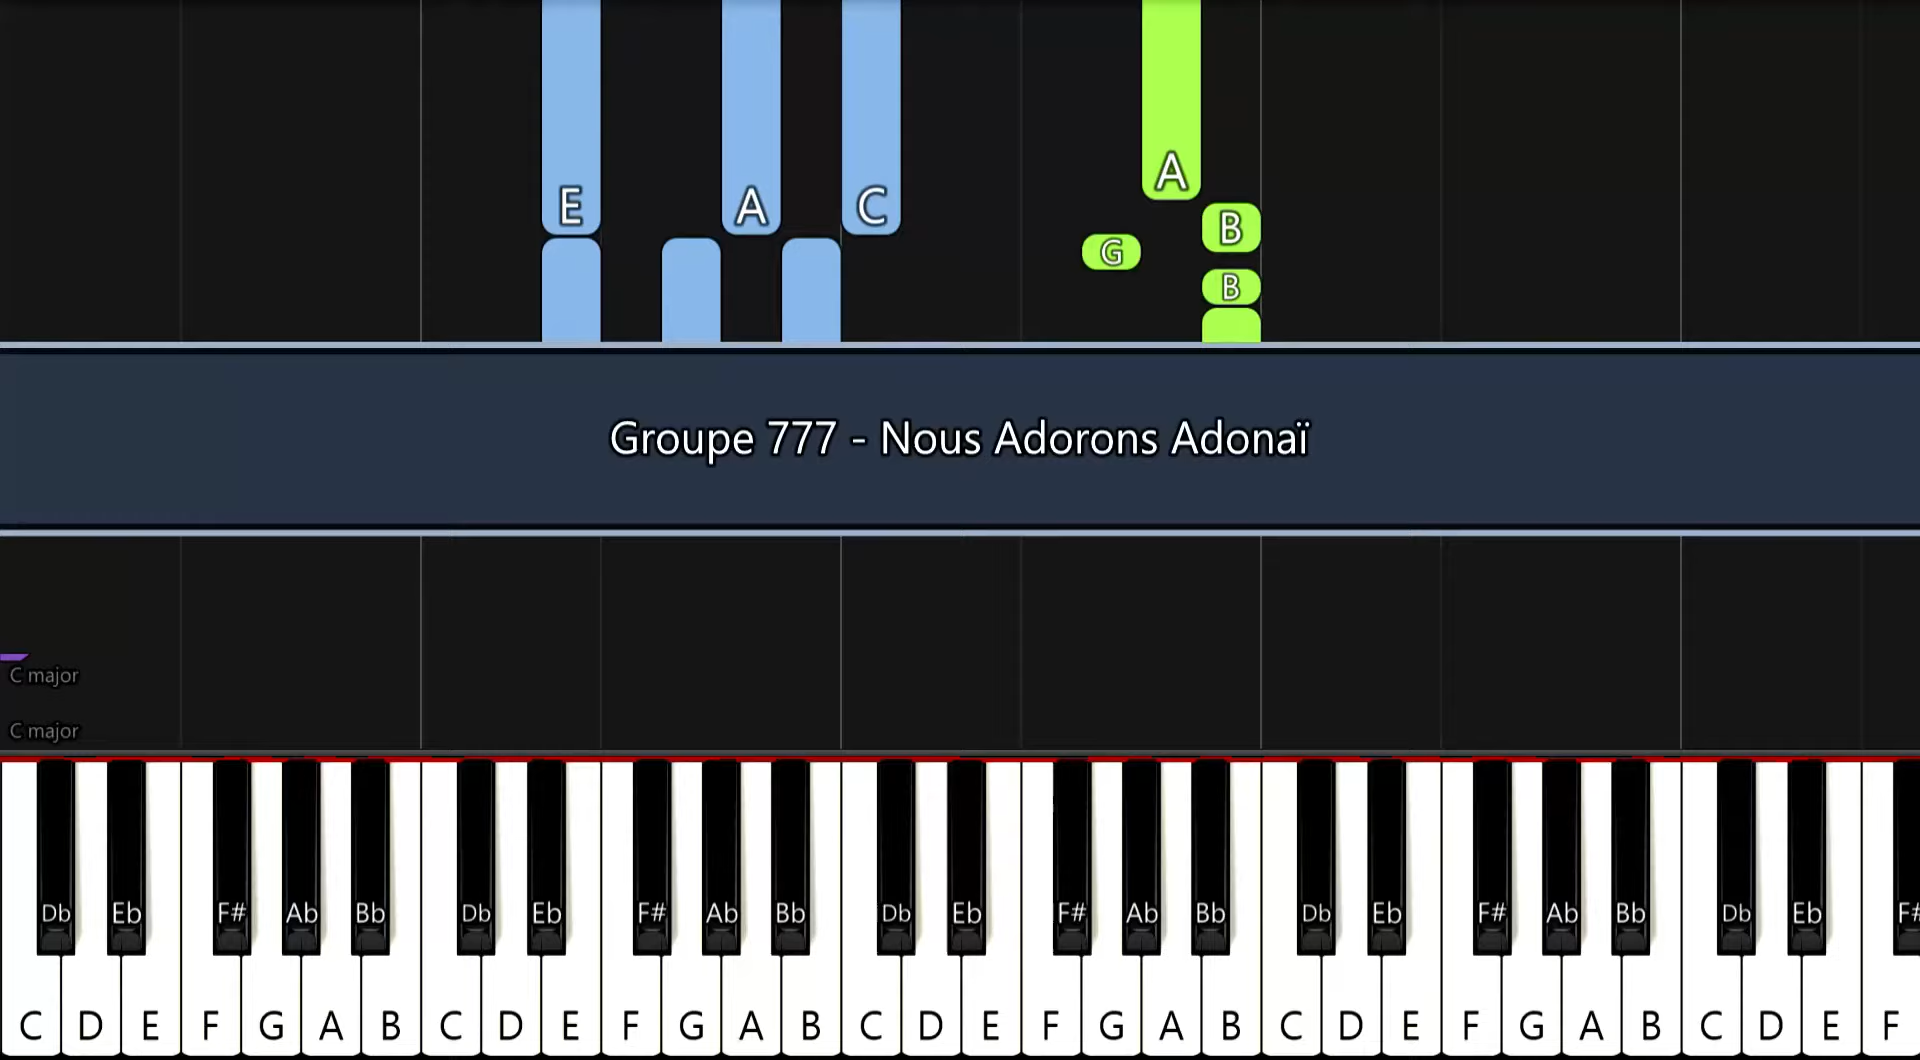 A
E A C
B
G
B
Groupe 777 - Nous Adorons Adonaï
C major
C major
Db Eb F# Ab Bb Db Eb F# Ab Bb Db Eb F# Ab Bb Db Eb F# Ab Bb Db Eb F#
C D E F G A B C D E F G A B C D E F G A B C D E F G A B C D E F